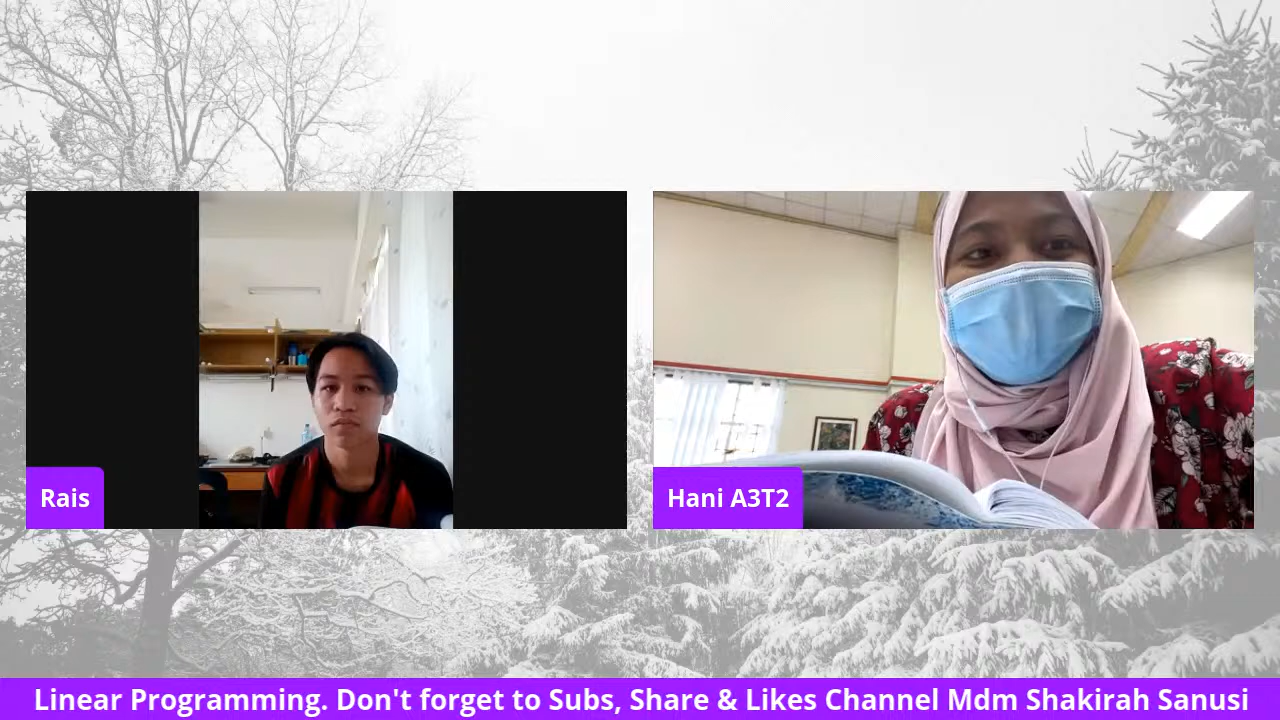 Rais
Hani A3T2
Linear Programming. Don't forget to Subs, Share & Likes Channel Mdm Shakirah Sanusi